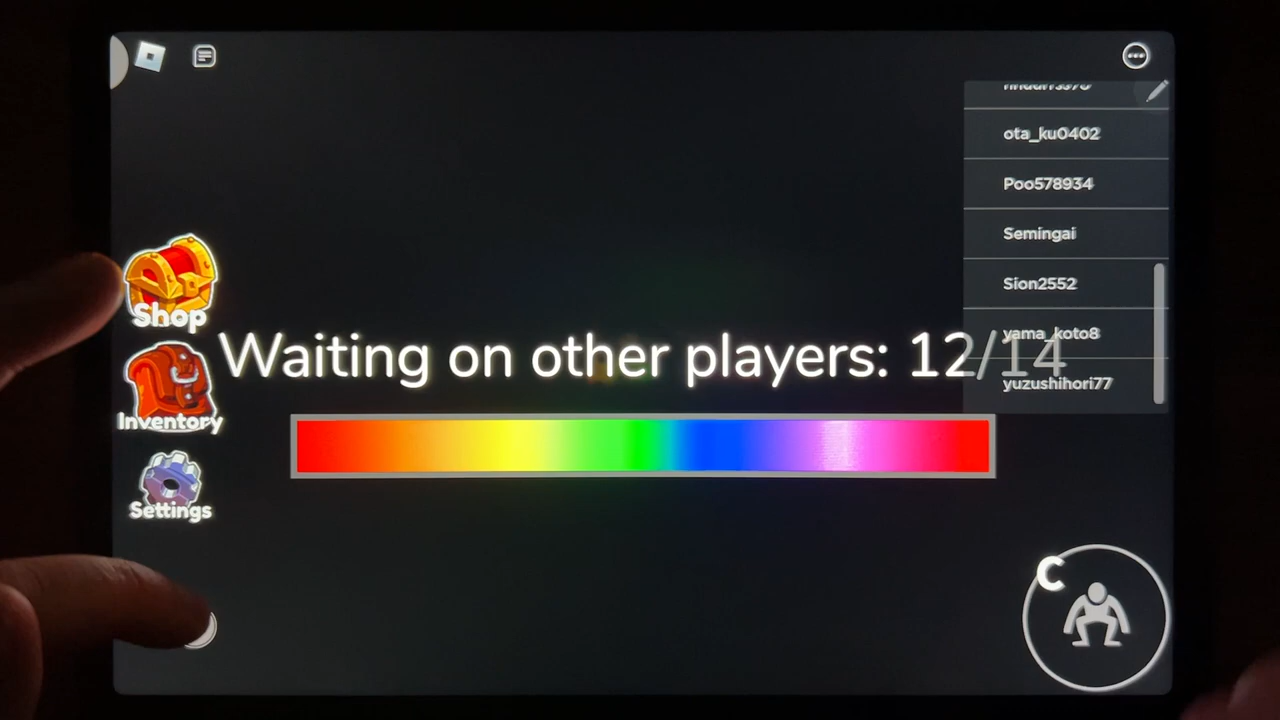 ota_ku0402
Poo578934
Semingai
Sion2552
yama_koto8
yuzushihori77
Shop
Waiting on other players: 12/14
Inventory
Settings
C